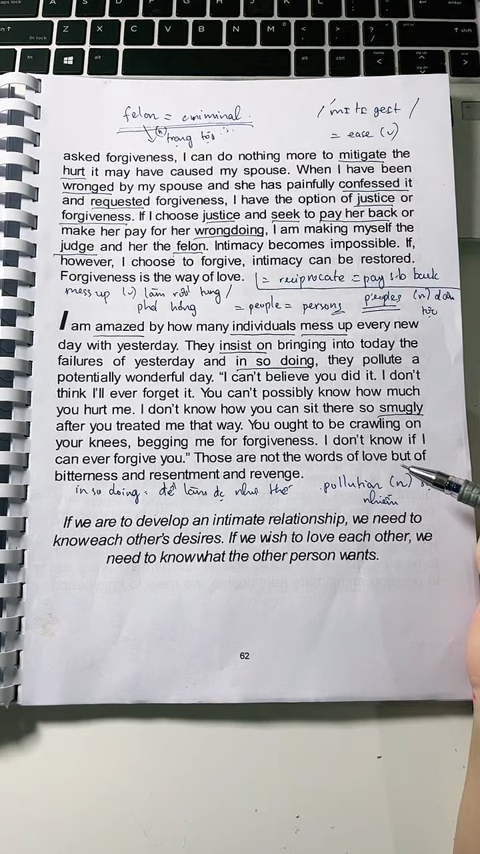 felon = criminal
(n) trọng tội
/ˈmɪtɪgeɪt/
= ease (v)
asked forgiveness, I can do nothing more to mitigate the
hurt it may have caused my spouse. When I have been
wronged by my spouse and she has painfully confessed it
and requested forgiveness, I have the option of justice or
forgiveness. If I choose justice and seek to pay her back or
make her pay for her wrongdoing, I am making myself the
judge and her the felon. Intimacy becomes impossible. If,
however, I choose to forgive, intimacy can be restored.
Forgiveness is the way of love.
= reciprocate = pay s.b back
mess up (v) làm rối tung /
phá hỏng
= people = persons
peoples (n) dân
tộc
I am amazed by how many individuals mess up every new
day with yesterday. They insist on bringing into today the
failures of yesterday and in so doing, they pollute a
potentially wonderful day. “I can't believe you did it. I don't
think I'll ever forget it. You can't possibly know how much
you hurt me. I don't know how you can sit there so smugly
after you treated me that way. You ought to be crawling on
your knees, begging me for forgiveness. I don't know if I
can ever forgive you.” Those are not the words of love but of
bitterness and resentment and revenge.
in so doing: để làm đc như thế
pollution (n)
nhiễm
If we are to develop an intimate relationship, we need to
know each other's desires. If we wish to love each other, we
need to know what the other person wants.
62